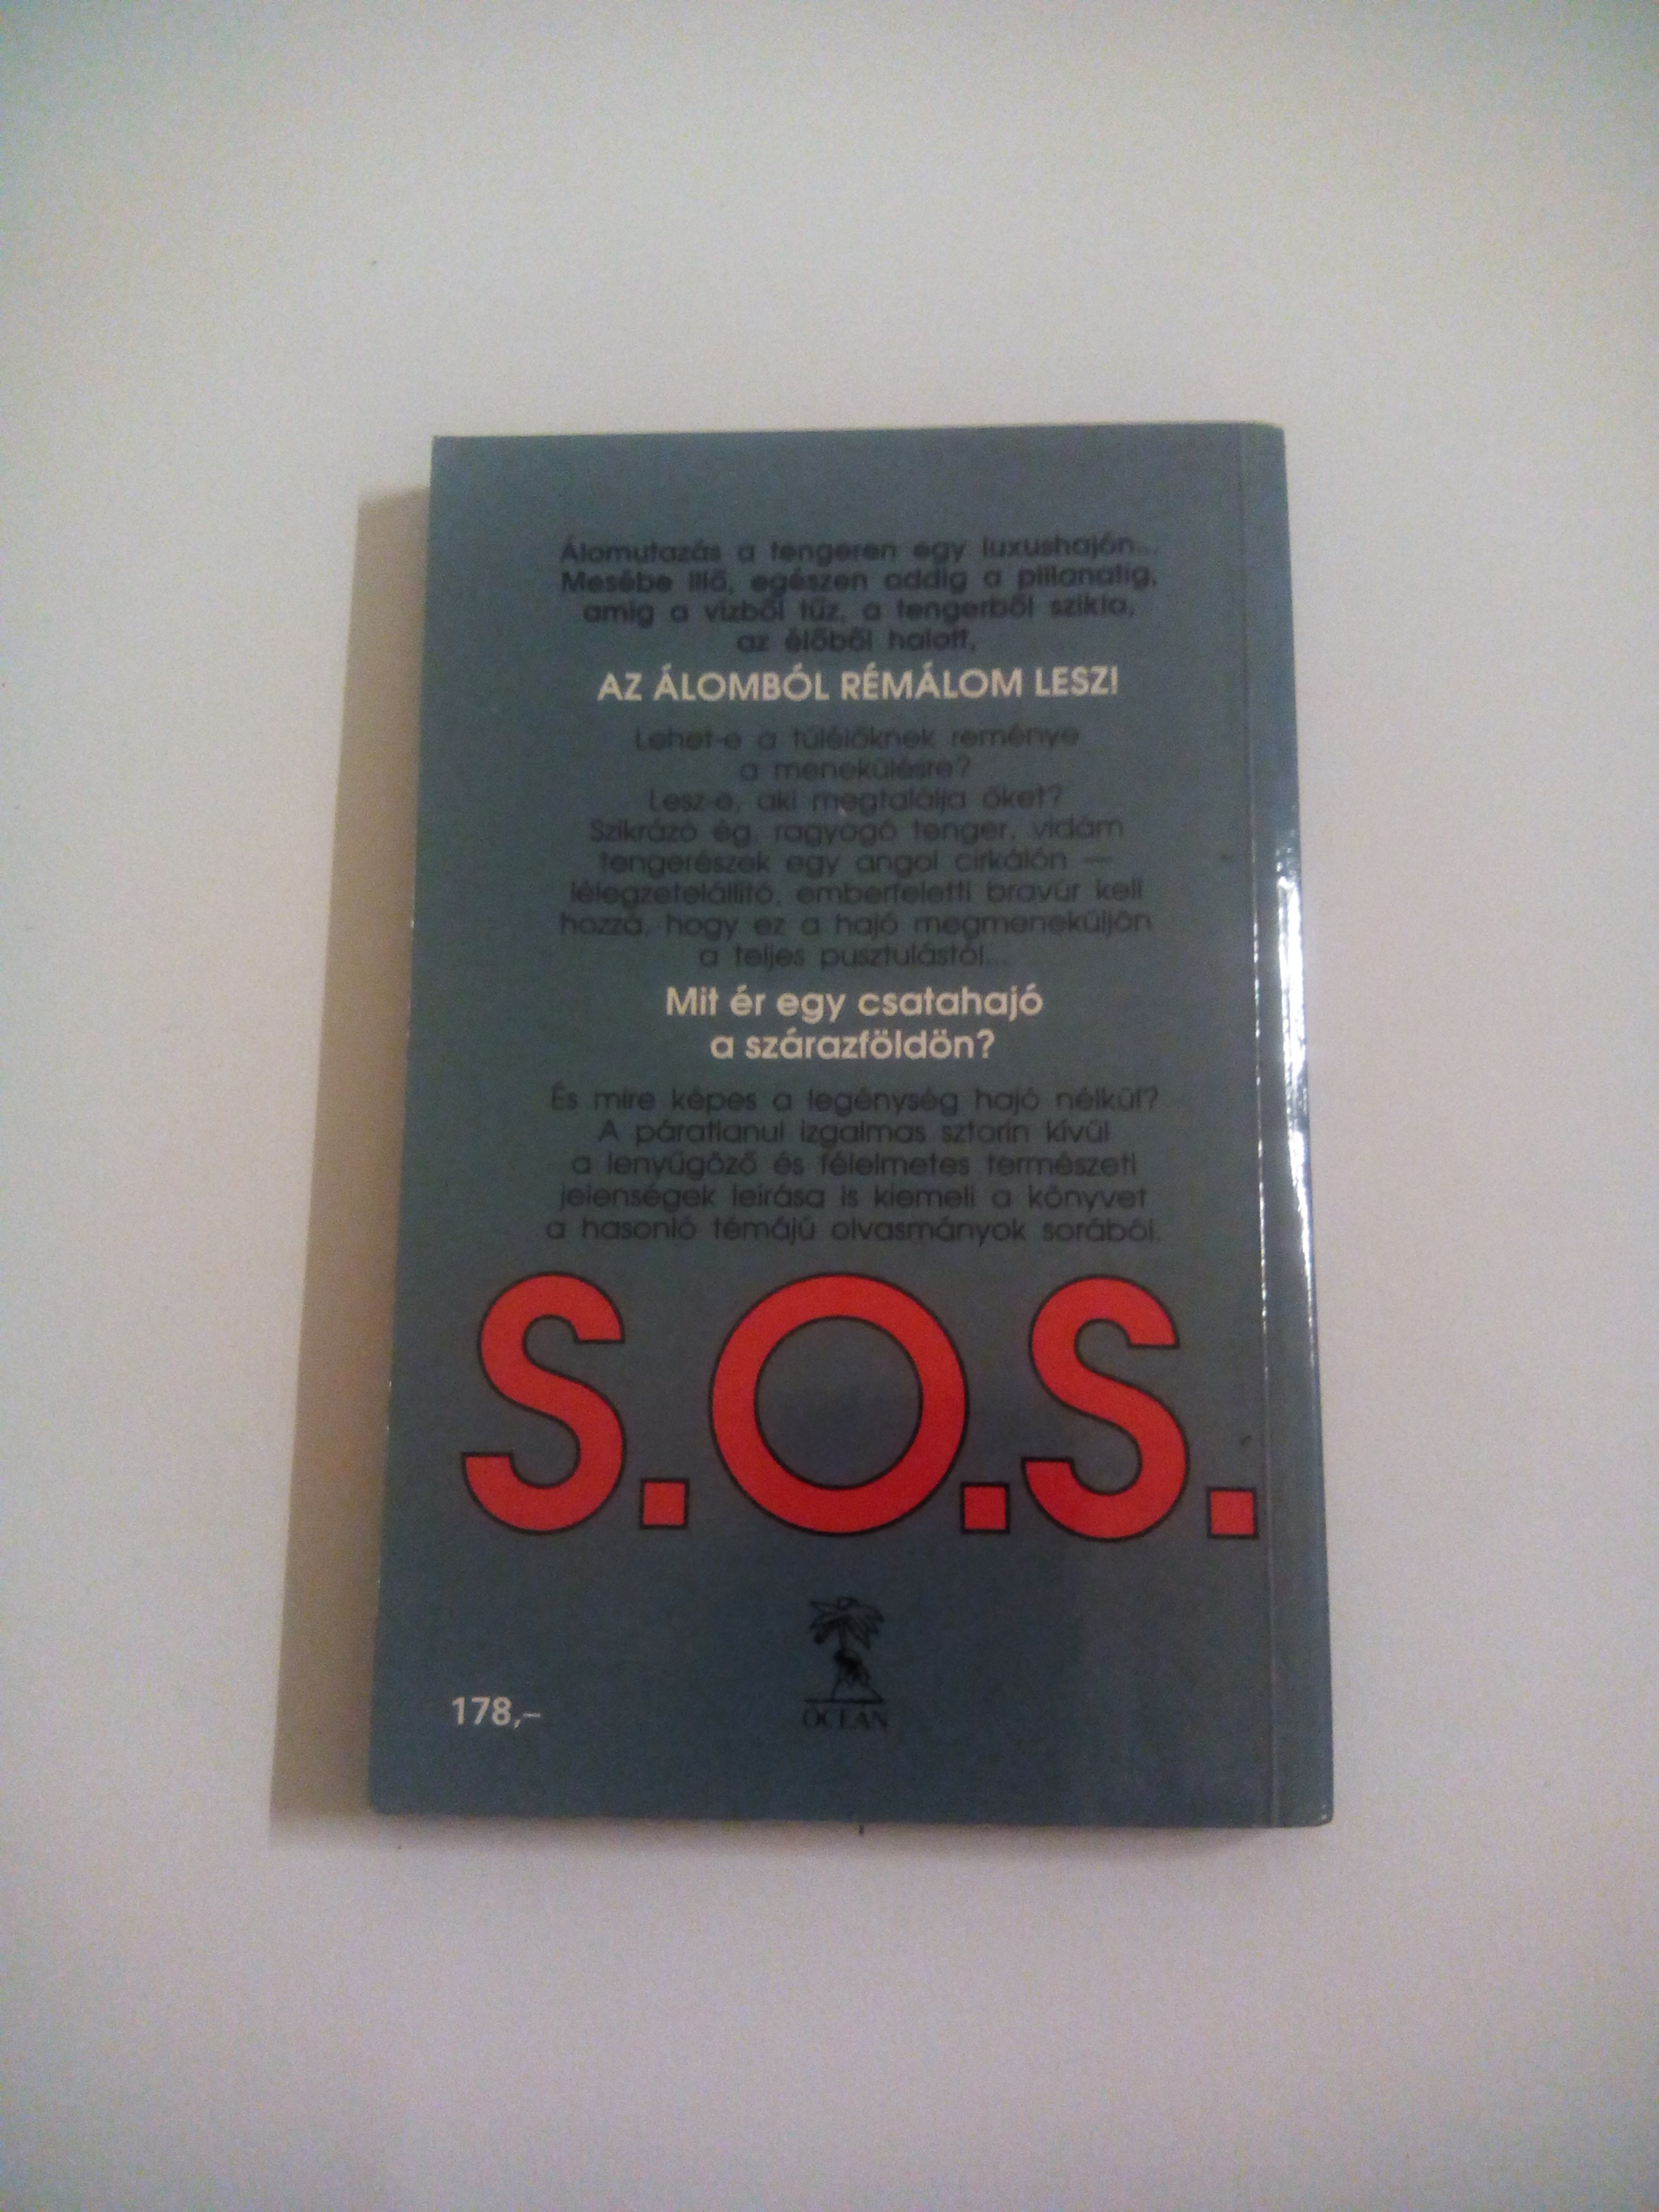 Álomutazás a tengeren egy luxushajón...
Mesébe illő, egészen addig a pillanatig,
amig a vízből tűz, a tengerből szikla,
az élőből halott,
AZ ÁLOMBÓL RÉMÁLOM LESZ!
Lehet-e a túlélőknek reménye
a menekülésre?
Lesz-e, aki megtalálja őket?
Szikrázó ég, ragyogó tenger, vidám
tengerészek egy angol cirkálón —
lélegzetelállító, emberfeletti bravúr kell
hozzá, hogy ez a hajó megmeneküljön
a teljes pusztulástól...
Mit ér egy csatahajó
a szárazföldön?
És mire képes a legénység hajó nélkül?
A páratlanul izgalmas sztorin kívül
a lenyűgöző és félelmetes természeti
jelenségek leírása is kiemeli a könyvet
a hasonló témájú olvasmányok sorából.
S.O.S.
ÓCEÁN
178,–